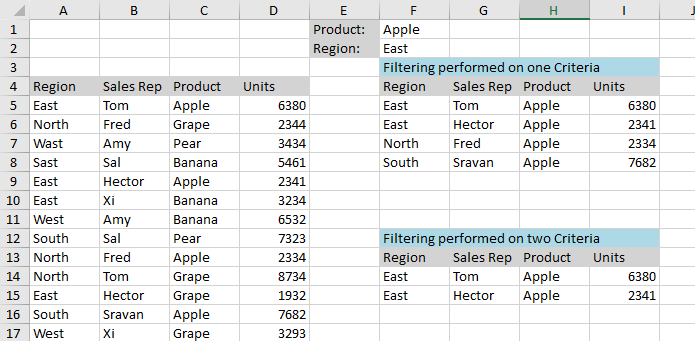 A B C D E F G H I J
1 Product: Apple
2 Region: East
3 Filtering performed on one Criteria
4 Region Sales Rep Product Units Region Sales Rep Product Units
5 East Tom Apple 6380 East Tom Apple 6380
6 North Fred Grape 2344 East Hector Apple 2341
7 Wast Amy Pear 3434 North Fred Apple 2334
8 Sast Sal Banana 5461 South Sravan Apple 7682
9 East Hector Apple 2341
10 East Xi Banana 3234
11 West Amy Banana 6532
12 South Sal Pear 7323 Filtering performed on two Criteria
13 North Fred Apple 2334 Region Sales Rep Product Units
14 North Tom Grape 8734 East Tom Apple 6380
15 East Hector Grape 1932 East Hector Apple 2341
16 South Sravan Apple 7682
17 West Xi Grape 3293